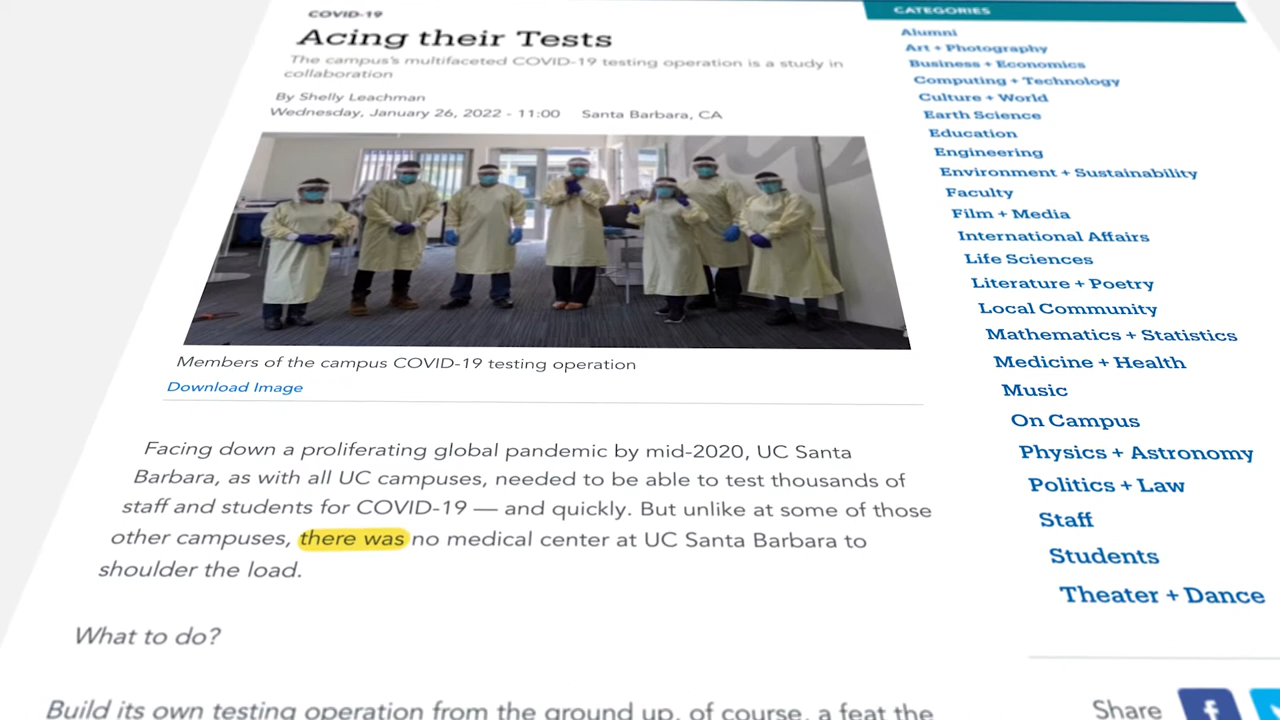 COVID-19
Acing their Tests
The campus's multifaceted COVID-19 testing operation is a study in
collaboration
By Shelly Leachman
Wednesday, January 26, 2022 - 11:00 Santa Barbara, CA
Members of the campus COVID-19 testing operation
Download Image
Facing down a proliferating global pandemic by mid-2020, UC Santa
Barbara, as with all UC campuses, needed to be able to test thousands of
staff and students for COVID-19 — and quickly. But unlike at some of those
other campuses, there was no medical center at UC Santa Barbara to
shoulder the load.
What to do?
Build its own testing operation from the ground up, of course, a feat the
CATEGORIES
Alumni
Art + Photography
Business + Economics
Computing + Technology
Culture + World
Earth Science
Education
Engineering
Environment + Sustainability
Faculty
Film + Media
International Affairs
Life Sciences
Literature + Poetry
Local Community
Mathematics + Statistics
Medicine + Health
Music
On Campus
Physics + Astronomy
Politics + Law
Staff
Students
Theater + Dance
Share